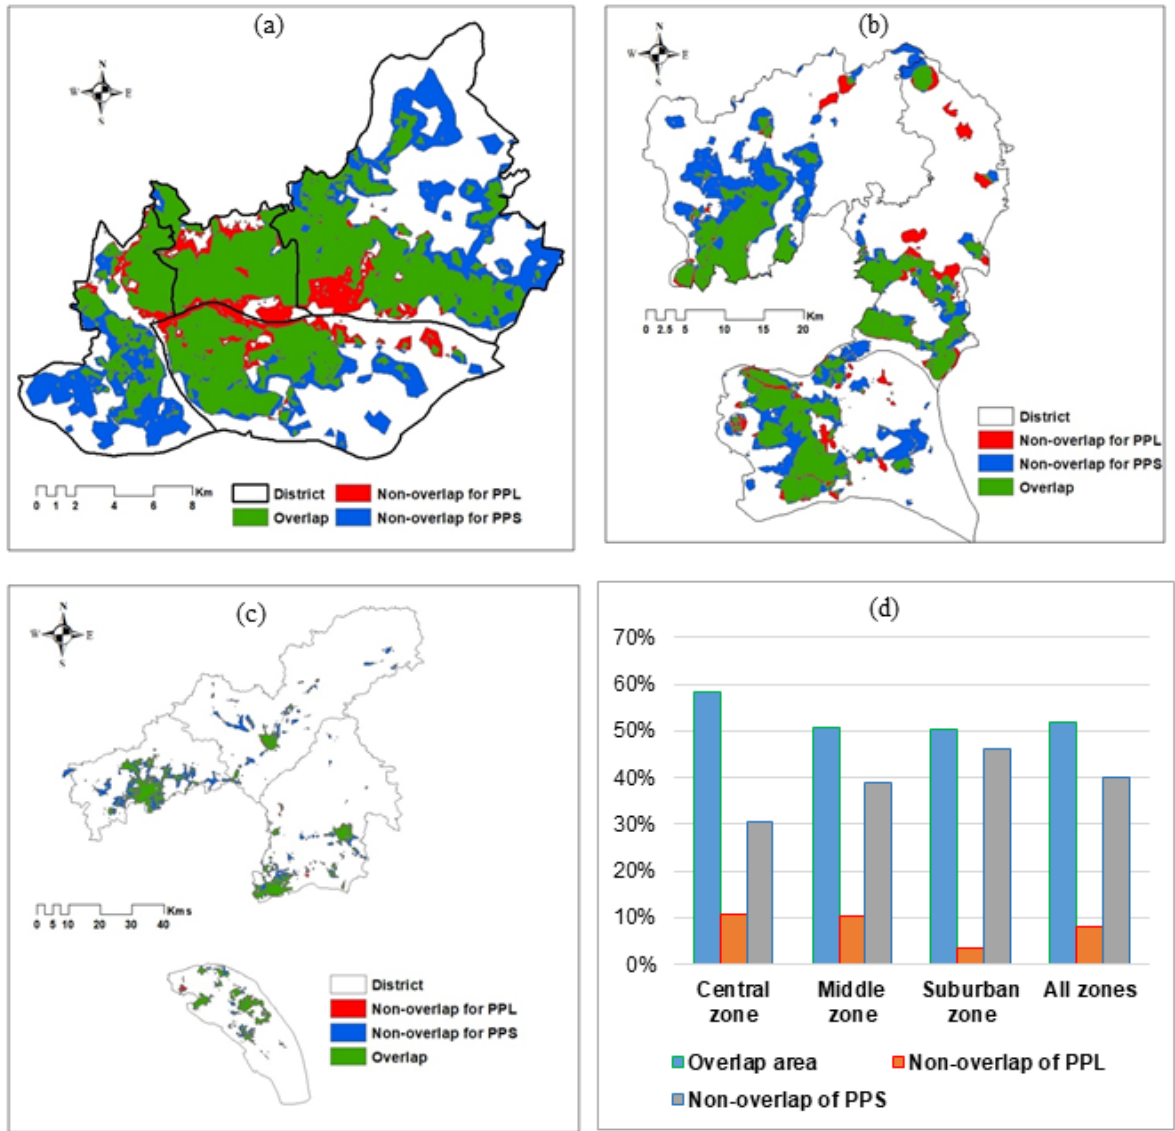 (a)
N
W E
S
Km
0 1 2 4 6 8
District
Non-overlap for PPL
Overlap
Non-overlap for PPS
(b)
N
W E
S
Km
0 2.5 5 10 15 20
District
Non-overlap for PPL
Non-overlap for PPS
Overlap
(c)
N
W E
S
Kms
0 5 10 20 30 40
District
Non-overlap for PPL
Non-overlap for PPS
Overlap
(d)
70%
60%
50%
40%
30%
20%
10%
0%
Central zone Middle zone Suburban zone All zones
Overlap area
Non-overlap of PPL
Non-overlap of PPS